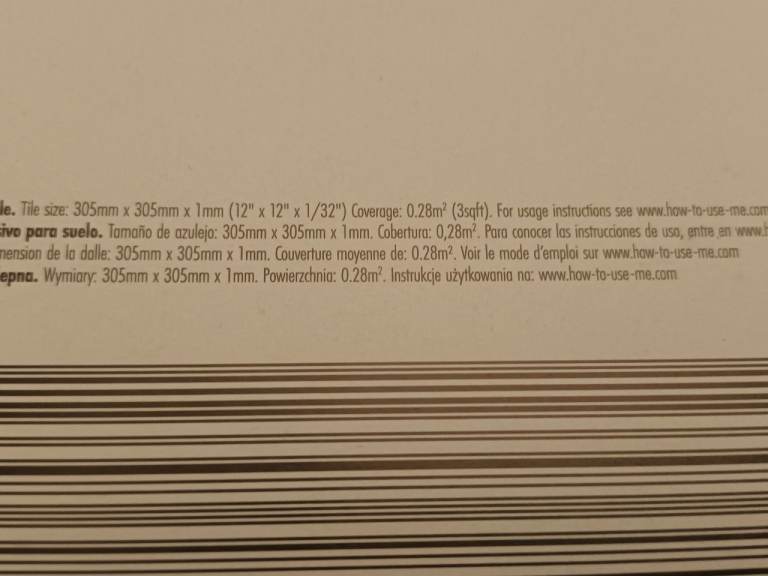 le. Tile size: 305mm x 305mm x 1mm (12" x 12" x 1/32") Coverage: 0.28m² (3sqft). For usage instructions see www.how-to-use-me.com
sivo para suelo. Tamaño de azulejo: 305mm x 305mm x 1mm. Cobertura: 0,28m². Para conocer las instrucciones de uso, entre en www.h
mension de la dalle: 305mm x 305mm x 1mm. Couverture moyenne de: 0.28m². Voir le mode d'emploi sur www.how-to-use-me.com
epna. Wymiary: 305mm x 305mm x 1mm. Powierzchnia: 0.28m². Instrukcje użytkowania na: www.how-to-use-me.com